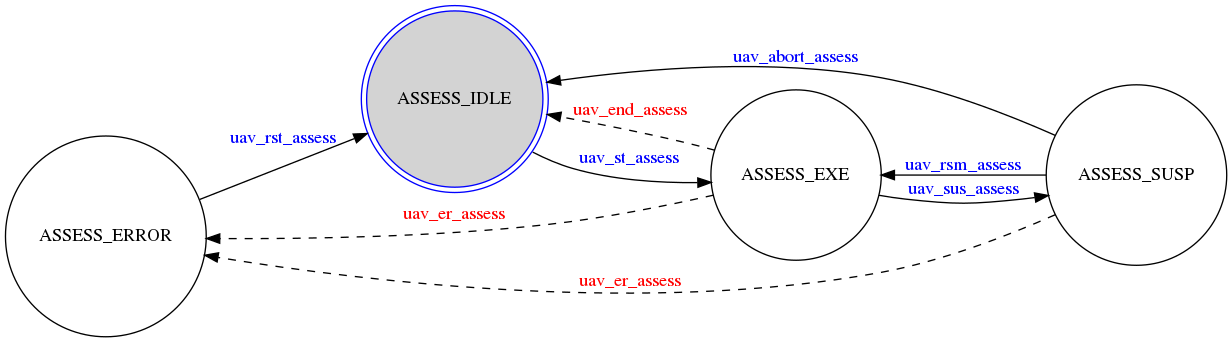 uav_abort_assess
ASSESS_IDLE
uav_end_assess
uav_rst_assess
uav_st_assess
uav_rsm_assess
ASSESS_EXE
ASSESS_SUSP
uav_sus_assess
uav_er_assess
ASSESS_ERROR
uav_er_assess